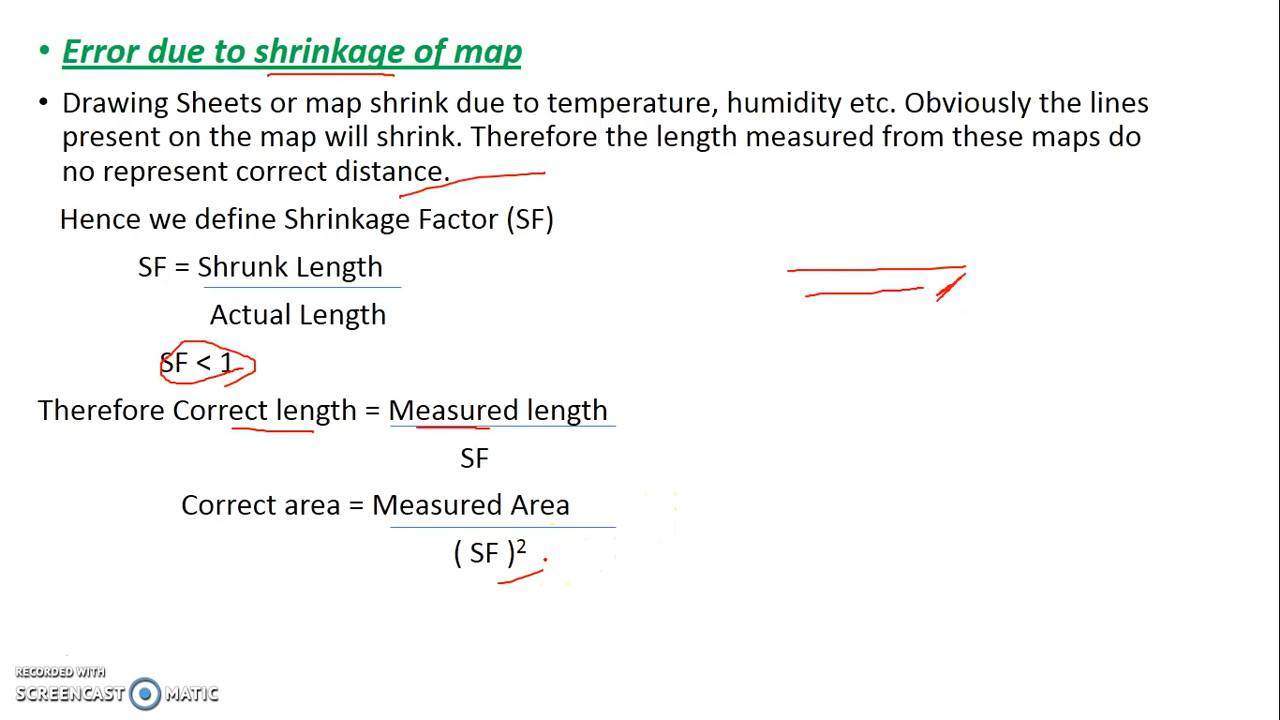 • Error due to shrinkage of map
• Drawing Sheets or map shrink due to temperature, humidity etc. Obviously the lines
present on the map will shrink. Therefore the length measured from these maps do
no represent correct distance.
Hence we define Shrinkage Factor (SF)
SF = Shrunk Length
Actual Length
SF < 1
Therefore Correct length = Measured length
SF
Correct area = Measured Area
( SF )²
RECORDED WITH
SCREENCAST MATIC